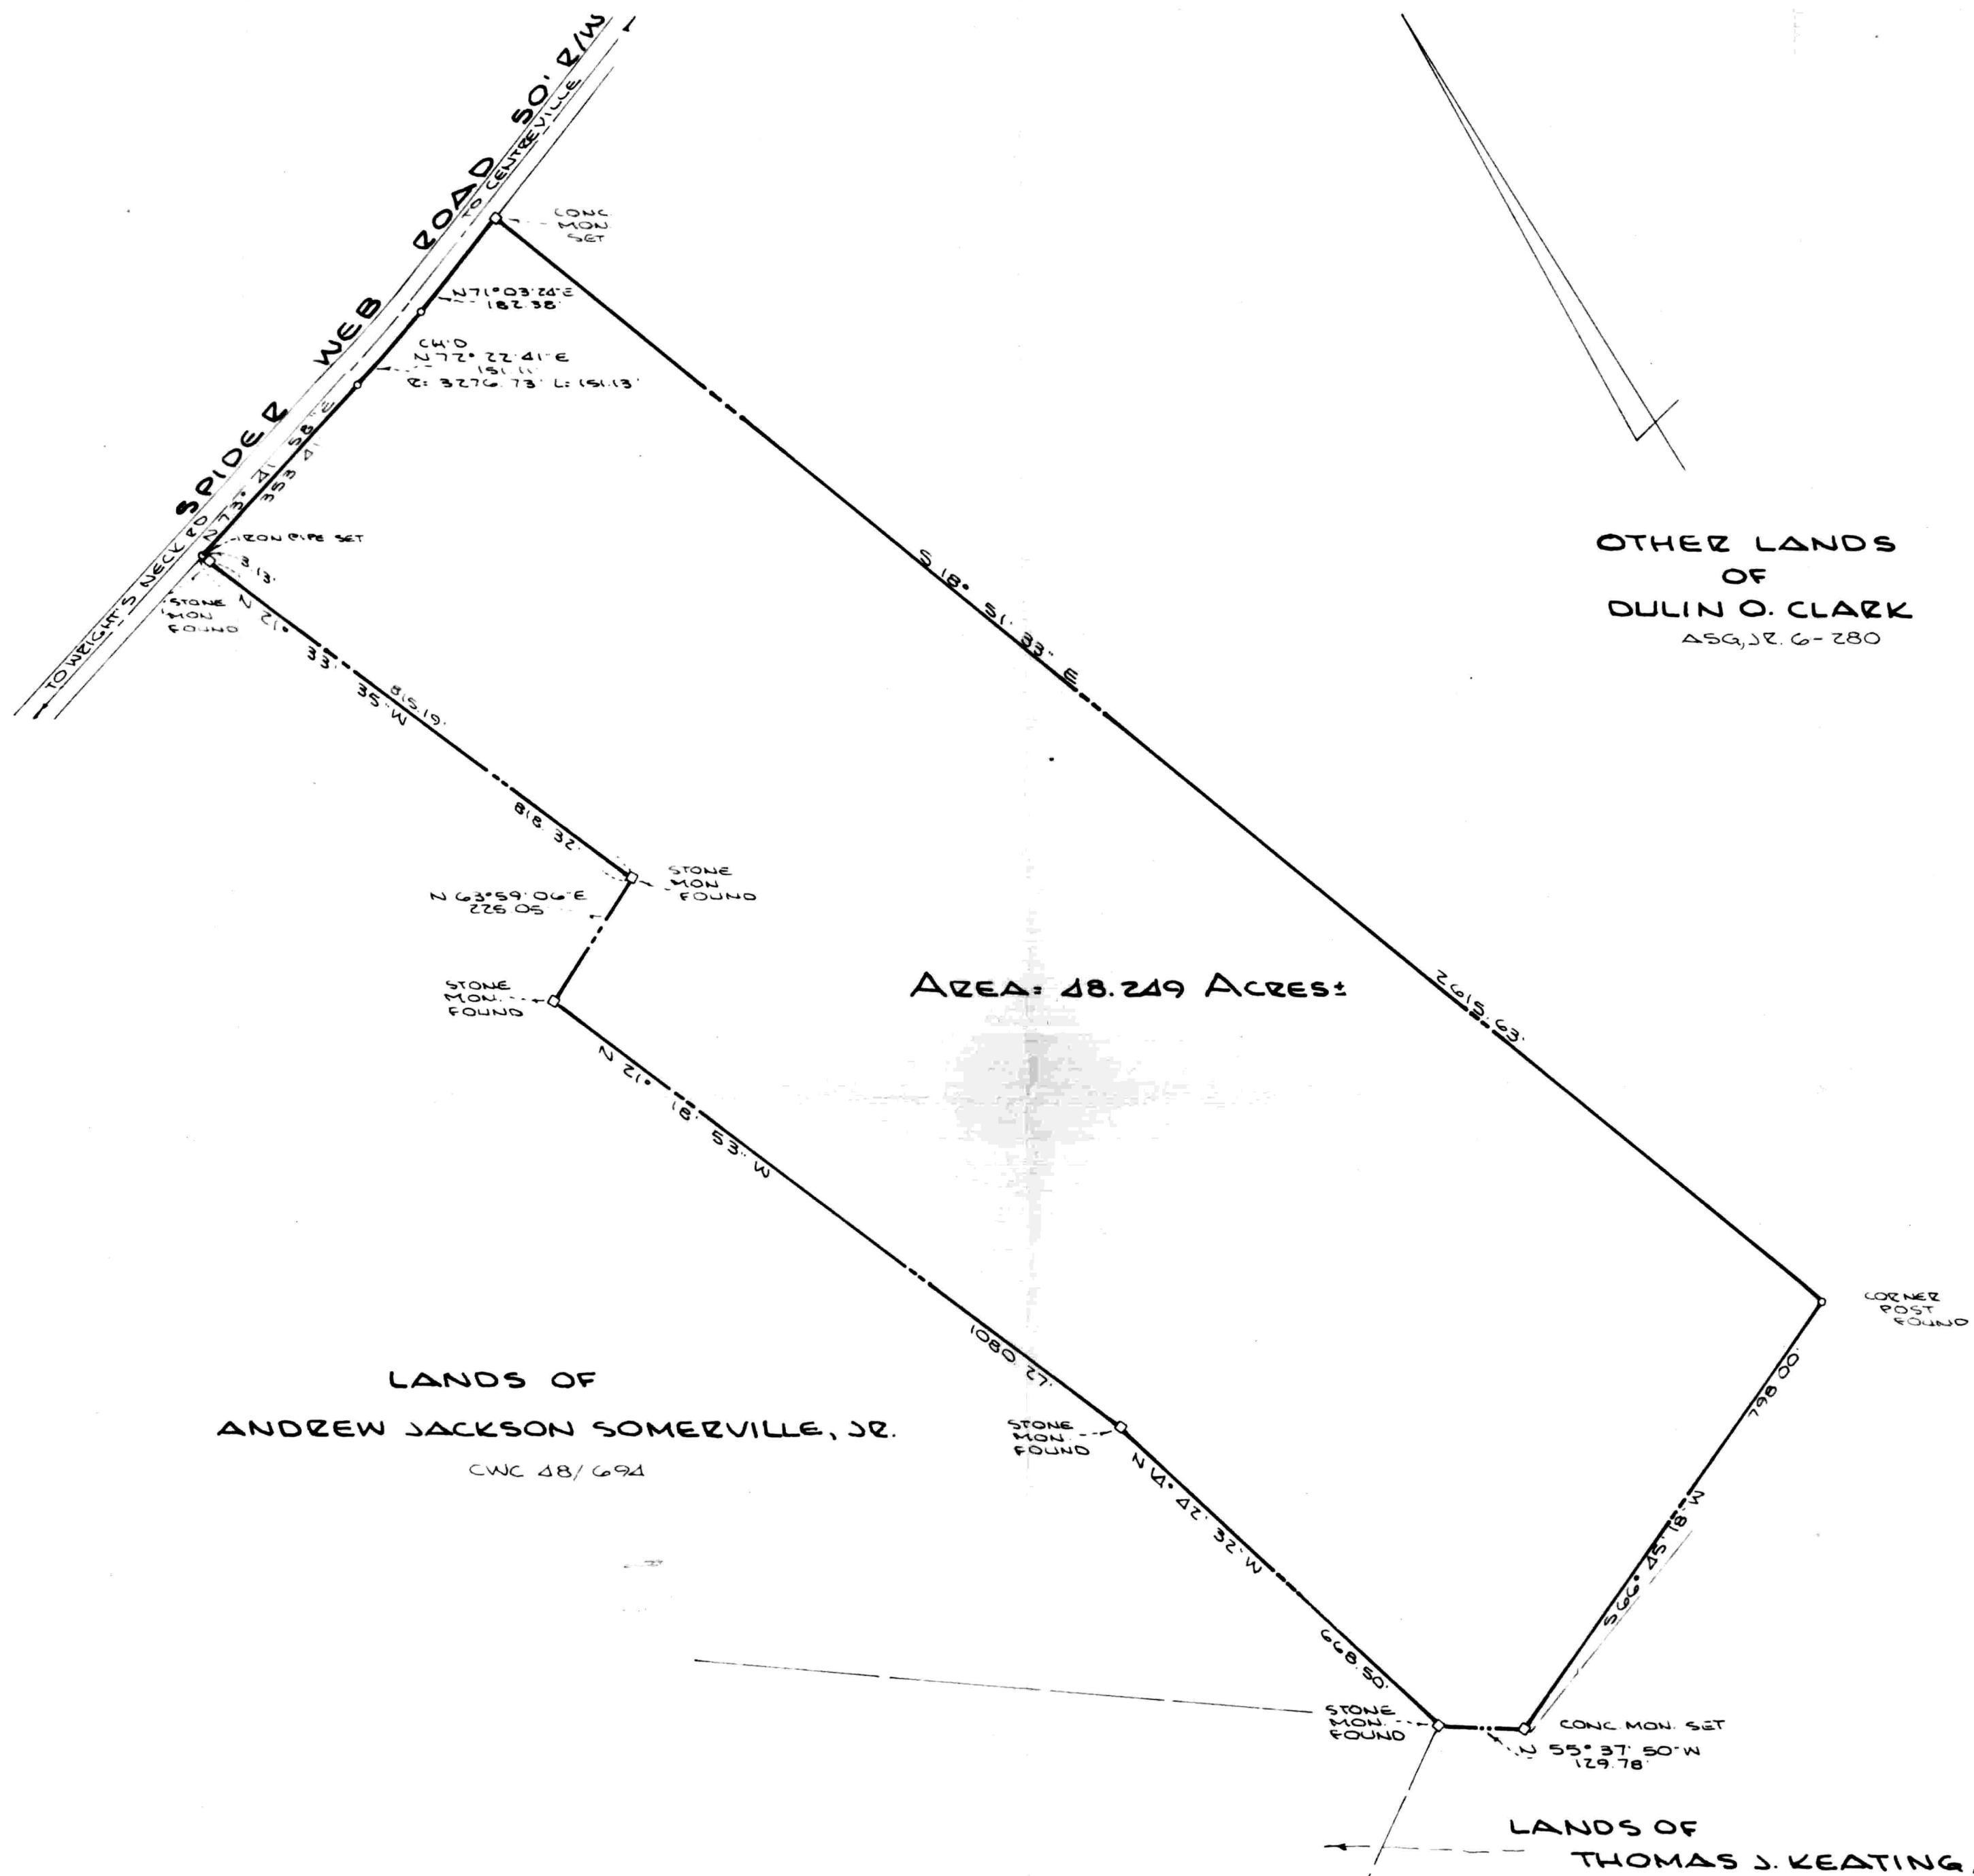 SPIDER WEB ROAD 50' R/W
TO CENTREVILLE
CONC.
MON.
SET
N71°03'24"E
182.38'
CH'D
N72°22'41"E
151.11'
R: 3276.73' L: 151.13'
N 73° 41' 58" E
353.41'
IRON PIPE SET
3.13'
TO WRIGHT'S NECK RD
STONE
MON
FOUND
N 21° 33' 35" W
815.19'
818.32'
STONE
MON
FOUND
N 63°59'06"E
225.05
STONE
MON.
FOUND
S 18° 51' 33" E
2615.63'
OTHER LANDS
OF
DULIN O. CLARK
ASG, JR. 6-280
AREA: 48.249 ACRES±
N 21° 18' 53" W
1080.27'
CORNER
POST
FOUND
798.00'
S 66° 45' 18" W
LANDS OF
ANDREW JACKSON SOMERVILLE, JR.
CWC 48/694
STONE
MON.
FOUND
N 14° 42' 32" W
668.50'
STONE
MON.
FOUND
CONC. MON. SET
N 55° 37' 50" W
129.78'
LANDS OF
THOMAS J. KEATING